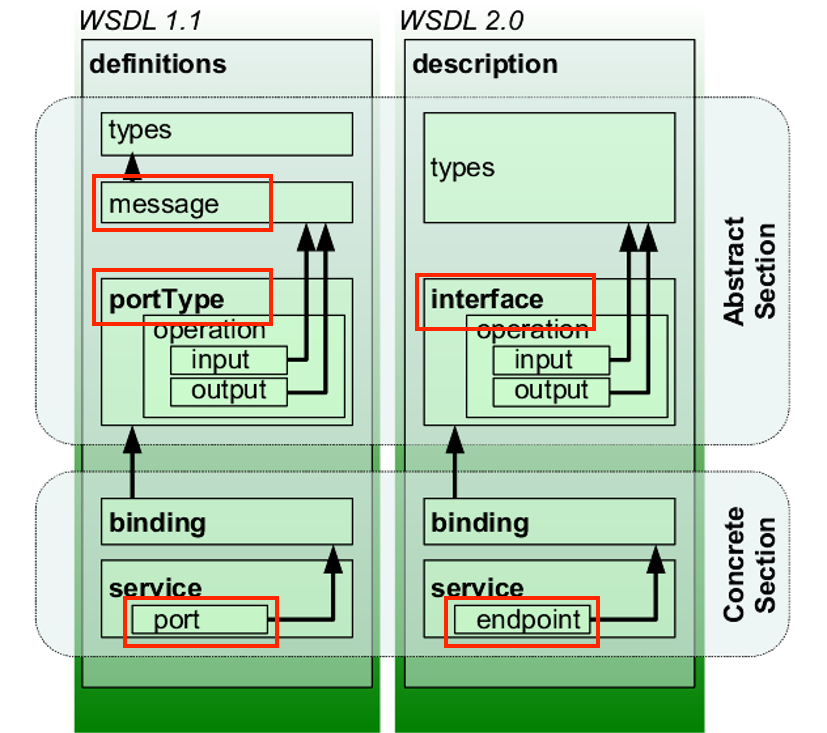 WSDL 1.1
definitions
types
message
portType
operation
input
output
binding
service
port
WSDL 2.0
description
types
interface
operation
input
output
binding
service
endpoint
Abstract
Section
Concrete
Section